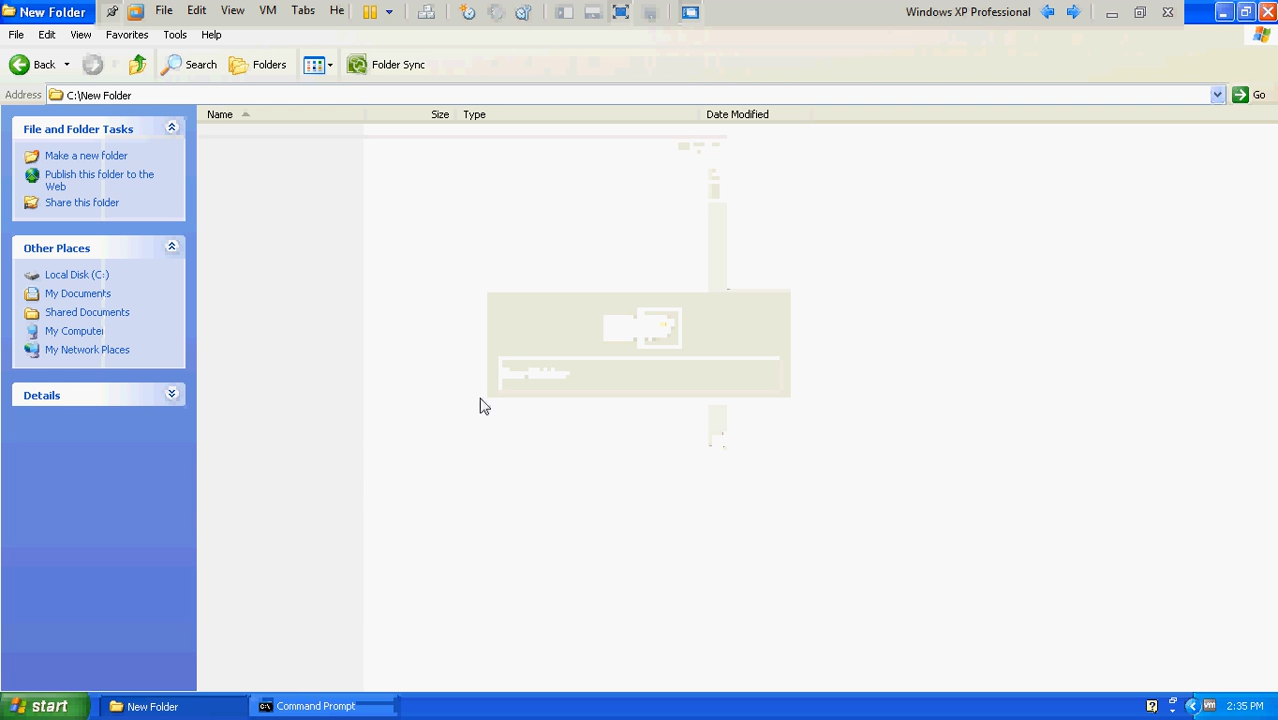 New Folder File Edit View VM Tabs He Windows XP Professional
File Edit View Favorites Tools Help
Back Search Folders Folder Sync
Address C:\New Folder Go
Name Size Type Date Modified
File and Folder Tasks
Make a new folder
Publish this folder to the
Web
Share this folder
Other Places
Local Disk (C:)
My Documents
Shared Documents
My Computer
My Network Places
Details
start New Folder C:\ Command Prompt ? vm 2:35 PM